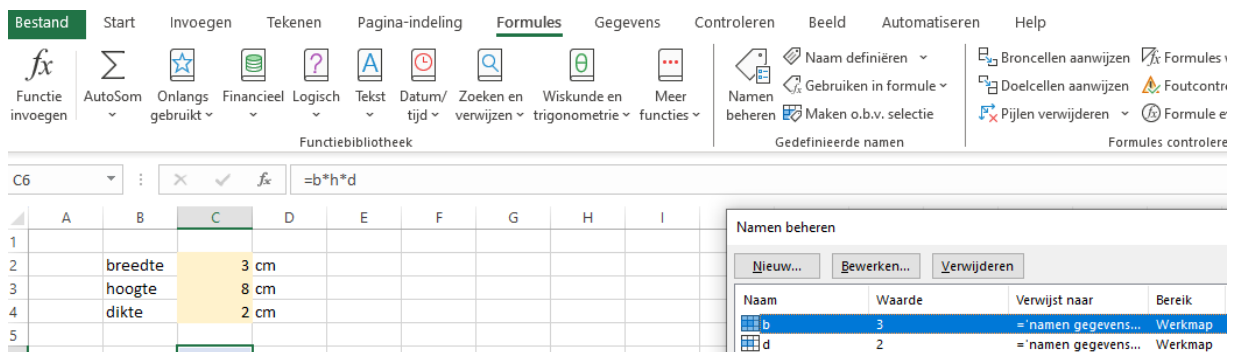 Bestand Start Invoegen Tekenen Pagina-indeling Formules Gegevens Controleren Beeld Automatiseren Help
fx Functie invoegen
AutoSom
Onlangs gebruikt
Financieel
Logisch
Tekst
Datum/ tijd
Zoeken en verwijzen
Wiskunde en trigonometrie
Meer functies
Functiebibliotheek
Namen beheren
Naam definiëren
Gebruiken in formule
Maken o.b.v. selectie
Gedefinieerde namen
Broncellen aanwijzen
Doelcellen aanwijzen
Pijlen verwijderen
Formules
Foutcontr
Formule e
Formules controlere
C6 fx =b*h*d
A B C D E F G H I
1
2 breedte 3 cm
3 hoogte 8 cm
4 dikte 2 cm
5
Namen beheren
Nieuw... Bewerken... Verwijderen
Naam Waarde Verwijst naar Bereik
b 3 ='namen gegevens... Werkmap
d 2 ='namen gegevens... Werkmap